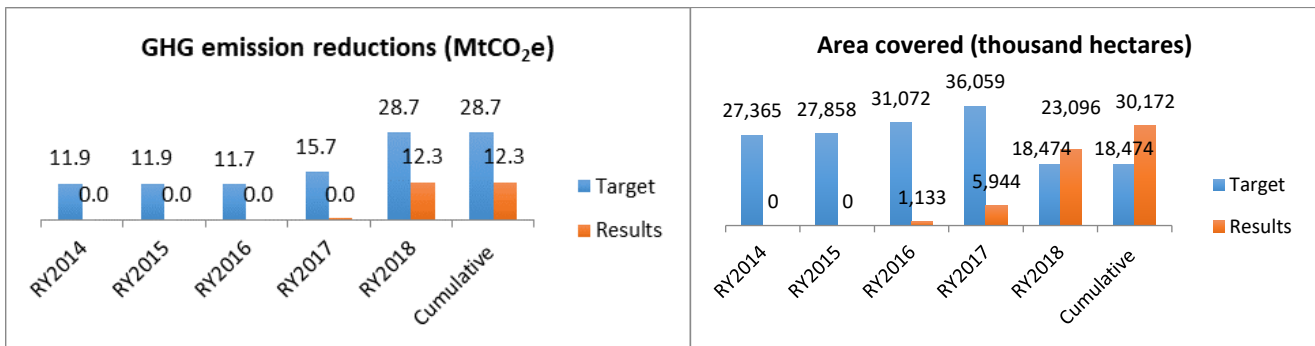 GHG emission reductions (MtCO₂e)
28.7 28.7
11.9 11.9 11.7 15.7 12.3 12.3
0.0 0.0 0.0 0.0
Target
Results
RY2014 RY2015 RY2016 RY2017 RY2018 Cumulative
Area covered (thousand hectares)
36,059
27,365 27,858 31,072 23,096 30,172
18,474 18,474
0 0 1,133 5,944
Target
Results
RY2014 RY2015 RY2016 RY2017 RY2018 Cumulative